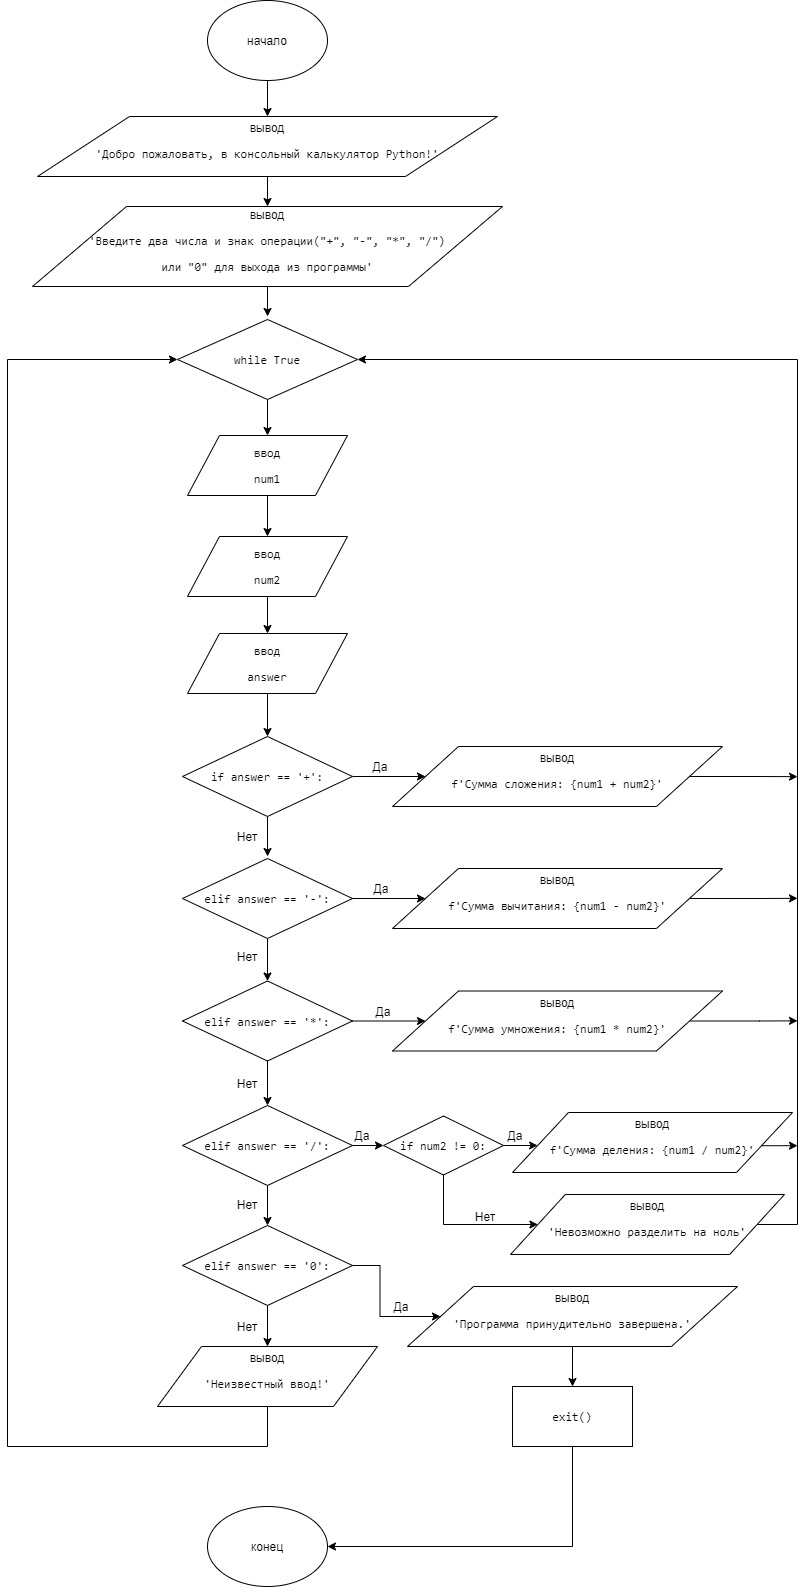 начало
вывод
'Добро пожаловать, в консольный калькулятор Python!'
вывод
'Введите два числа и знак операции("+", "-", "*", "/")
или "0" для выхода из программы'
while True
ввод
num1
ввод
num2
ввод
answer
if answer == '+':
Да
вывод
f'Сумма сложения: {num1 + num2}'
Нет
elif answer == '-':
Да
вывод
f'Сумма вычитания: {num1 - num2}'
Нет
elif answer == '*':
Да
вывод
f'Сумма умножения: {num1 * num2}'
Нет
elif answer == '/':
Да
if num2 != 0:
Да
вывод
f'Сумма деления: {num1 / num2}'
Нет
вывод
'Невозможно разделить на ноль'
Нет
elif answer == '0':
Да
вывод
'Программа принудительно завершена.'
Нет
вывод
'Неизвестный ввод!'
exit()
конец